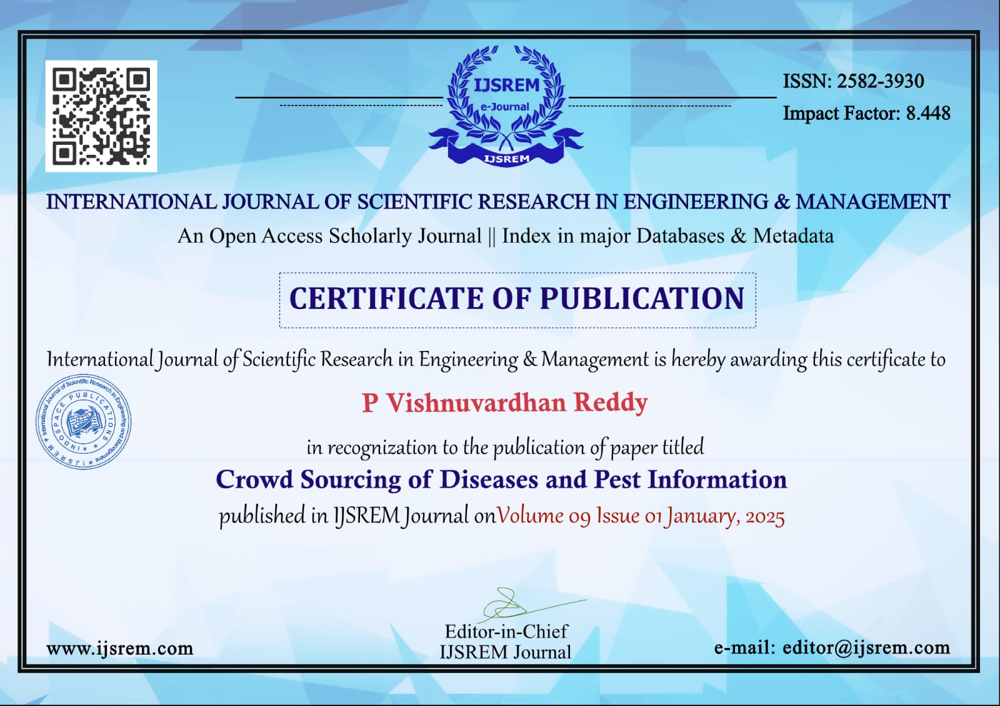 IJSREM
e-Journal
IJSREM
ISSN: 2582-3930
Impact Factor: 8.448
INTERNATIONAL JOURNAL OF SCIENTIFIC RESEARCH IN ENGINEERING & MANAGEMENT
An Open Access Scholarly Journal || Index in major Databases & Metadata
CERTIFICATE OF PUBLICATION
International Journal of Scientific Research in Engineering & Management is hereby awarding this certificate to
International Journal of Scientific Research in Engineering and Management
★ IJSREM ★
INDOSPACE PUBLICATIONS
P Vishnuvardhan Reddy
in recognization to the publication of paper titled
Crowd Sourcing of Diseases and Pest Information
published in IJSREM Journal onVolume 09 Issue 01 January, 2025
Editor-in-Chief
IJSREM Journal
www.ijsrem.com
e-mail: editor@ijsrem.com